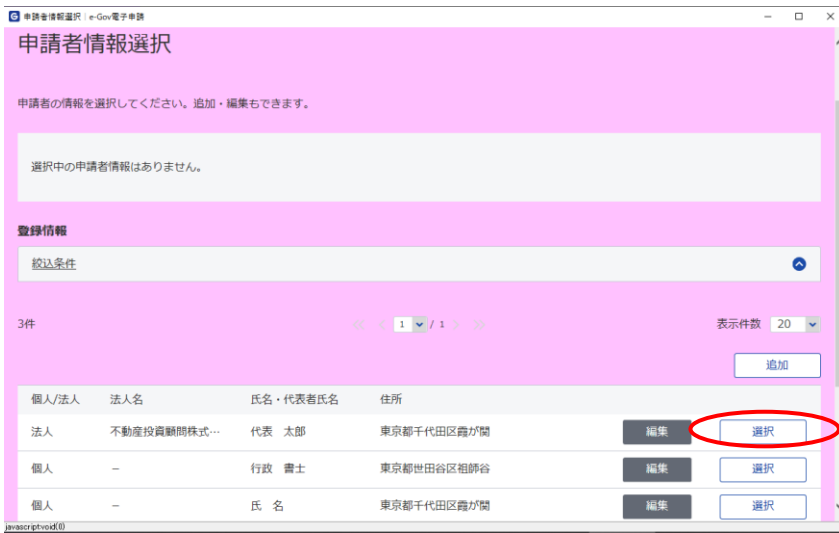 申請者情報選択｜e-Gov電子申請
申請者情報選択
申請者の情報を選択してください。追加・編集もできます。
選択中の申請者情報はありません。
登録情報
絞込条件
3件 1 / 1 表示件数 20
追加
個人/法人 法人名 氏名・代表者氏名 住所
法人 不動産投資顧問株式… 代表 太郎 東京都千代田区霞が関 編集 選択
個人 － 行政 書士 東京都世田谷区祖師谷 編集 選択
個人 － 氏 名 東京都千代田区霞が関 編集 選択
javascript:void(0)